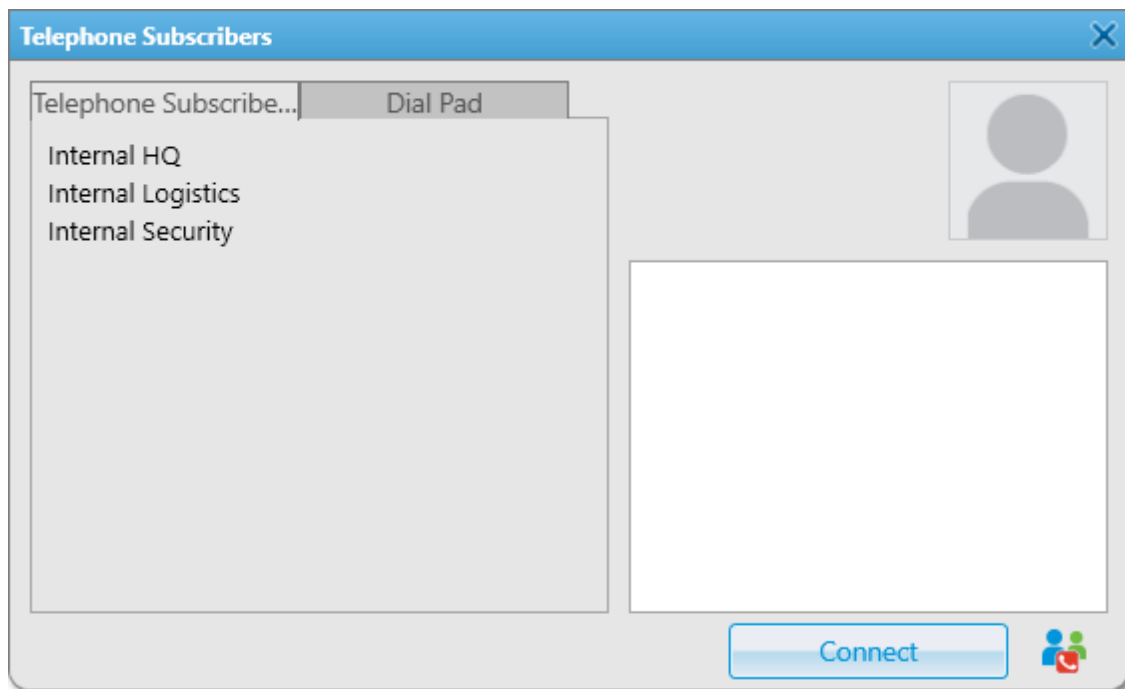 Telephone Subscribers
Telephone Subscribe...
Dial Pad
Internal HQ
Internal Logistics
Internal Security
Connect